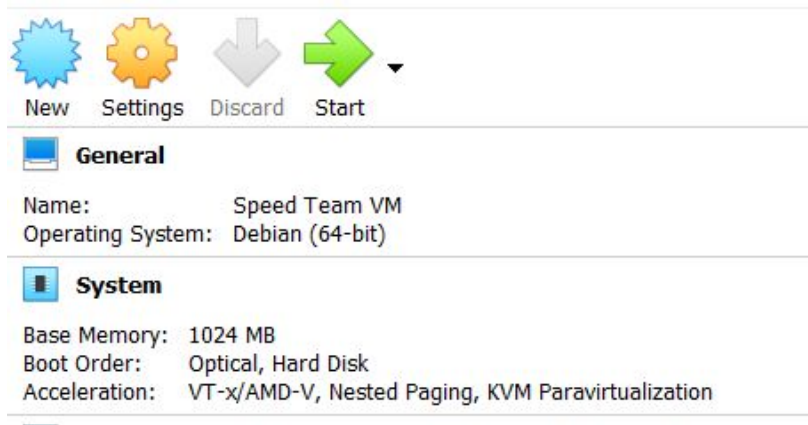 New Settings Discard Start
General
Name: Speed Team VM
Operating System: Debian (64-bit)
System
Base Memory: 1024 MB
Boot Order: Optical, Hard Disk
Acceleration: VT-x/AMD-V, Nested Paging, KVM Paravirtualization